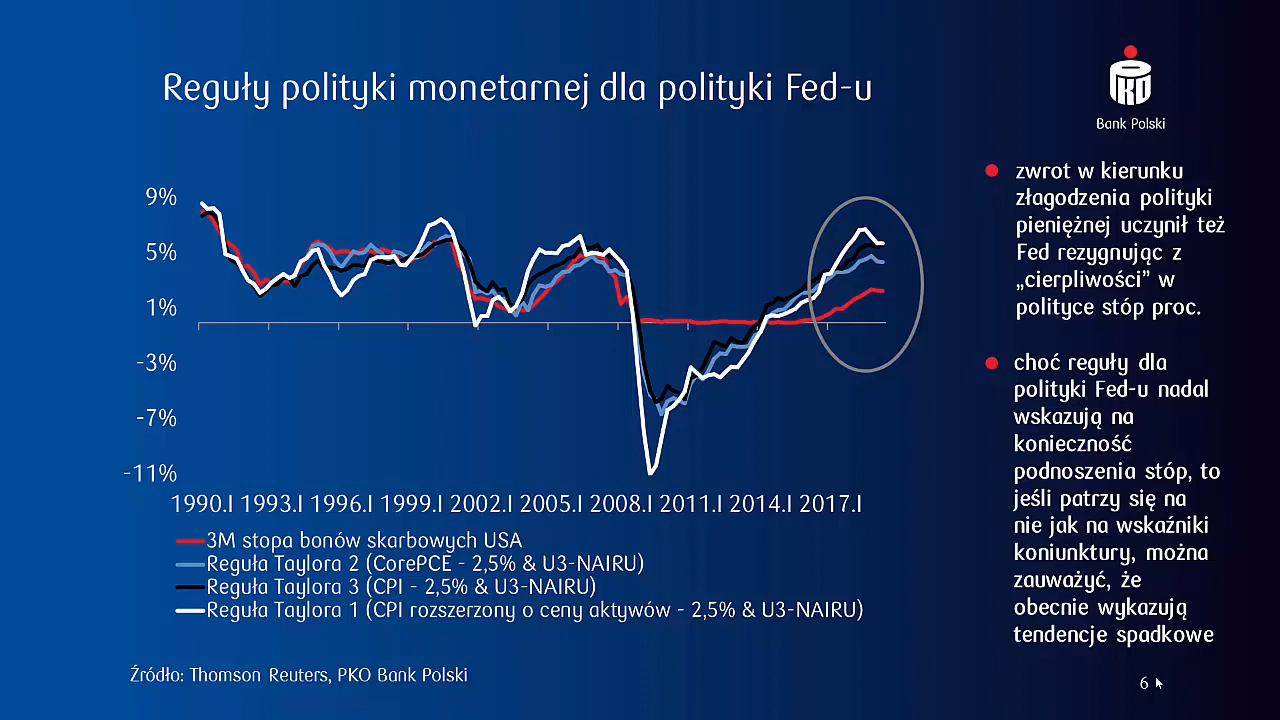 Reguły polityki monetarnej dla polityki Fed-u
PKO
Bank Polski
9%
5%
1%
-3%
-7%
-11%
1990.I 1993.I 1996.I 1999.I 2002.I 2005.I 2008.I 2011.I 2014.I 2017.I
3M stopa bonów skarbowych USA
Reguła Taylora 2 (CorePCE - 2,5% & U3-NAIRU)
Reguła Taylora 3 (CPI - 2,5% & U3-NAIRU)
Reguła Taylora 1 (CPI rozszerzony o ceny aktywów - 2,5% & U3-NAIRU)
zwrot w kierunku
złagodzenia polityki
pieniężnej uczynił też
Fed rezygnując z
„cierpliwości” w
polityce stóp proc.
choć reguły dla
polityki Fed-u nadal
wskazują na
konieczność
podnoszenia stóp, to
jeśli patrzy się na
nie jak na wskaźniki
koniunktury, można
zauważyć, że
obecnie wykazują
tendencje spadkowe
Źródło: Thomson Reuters, PKO Bank Polski
6